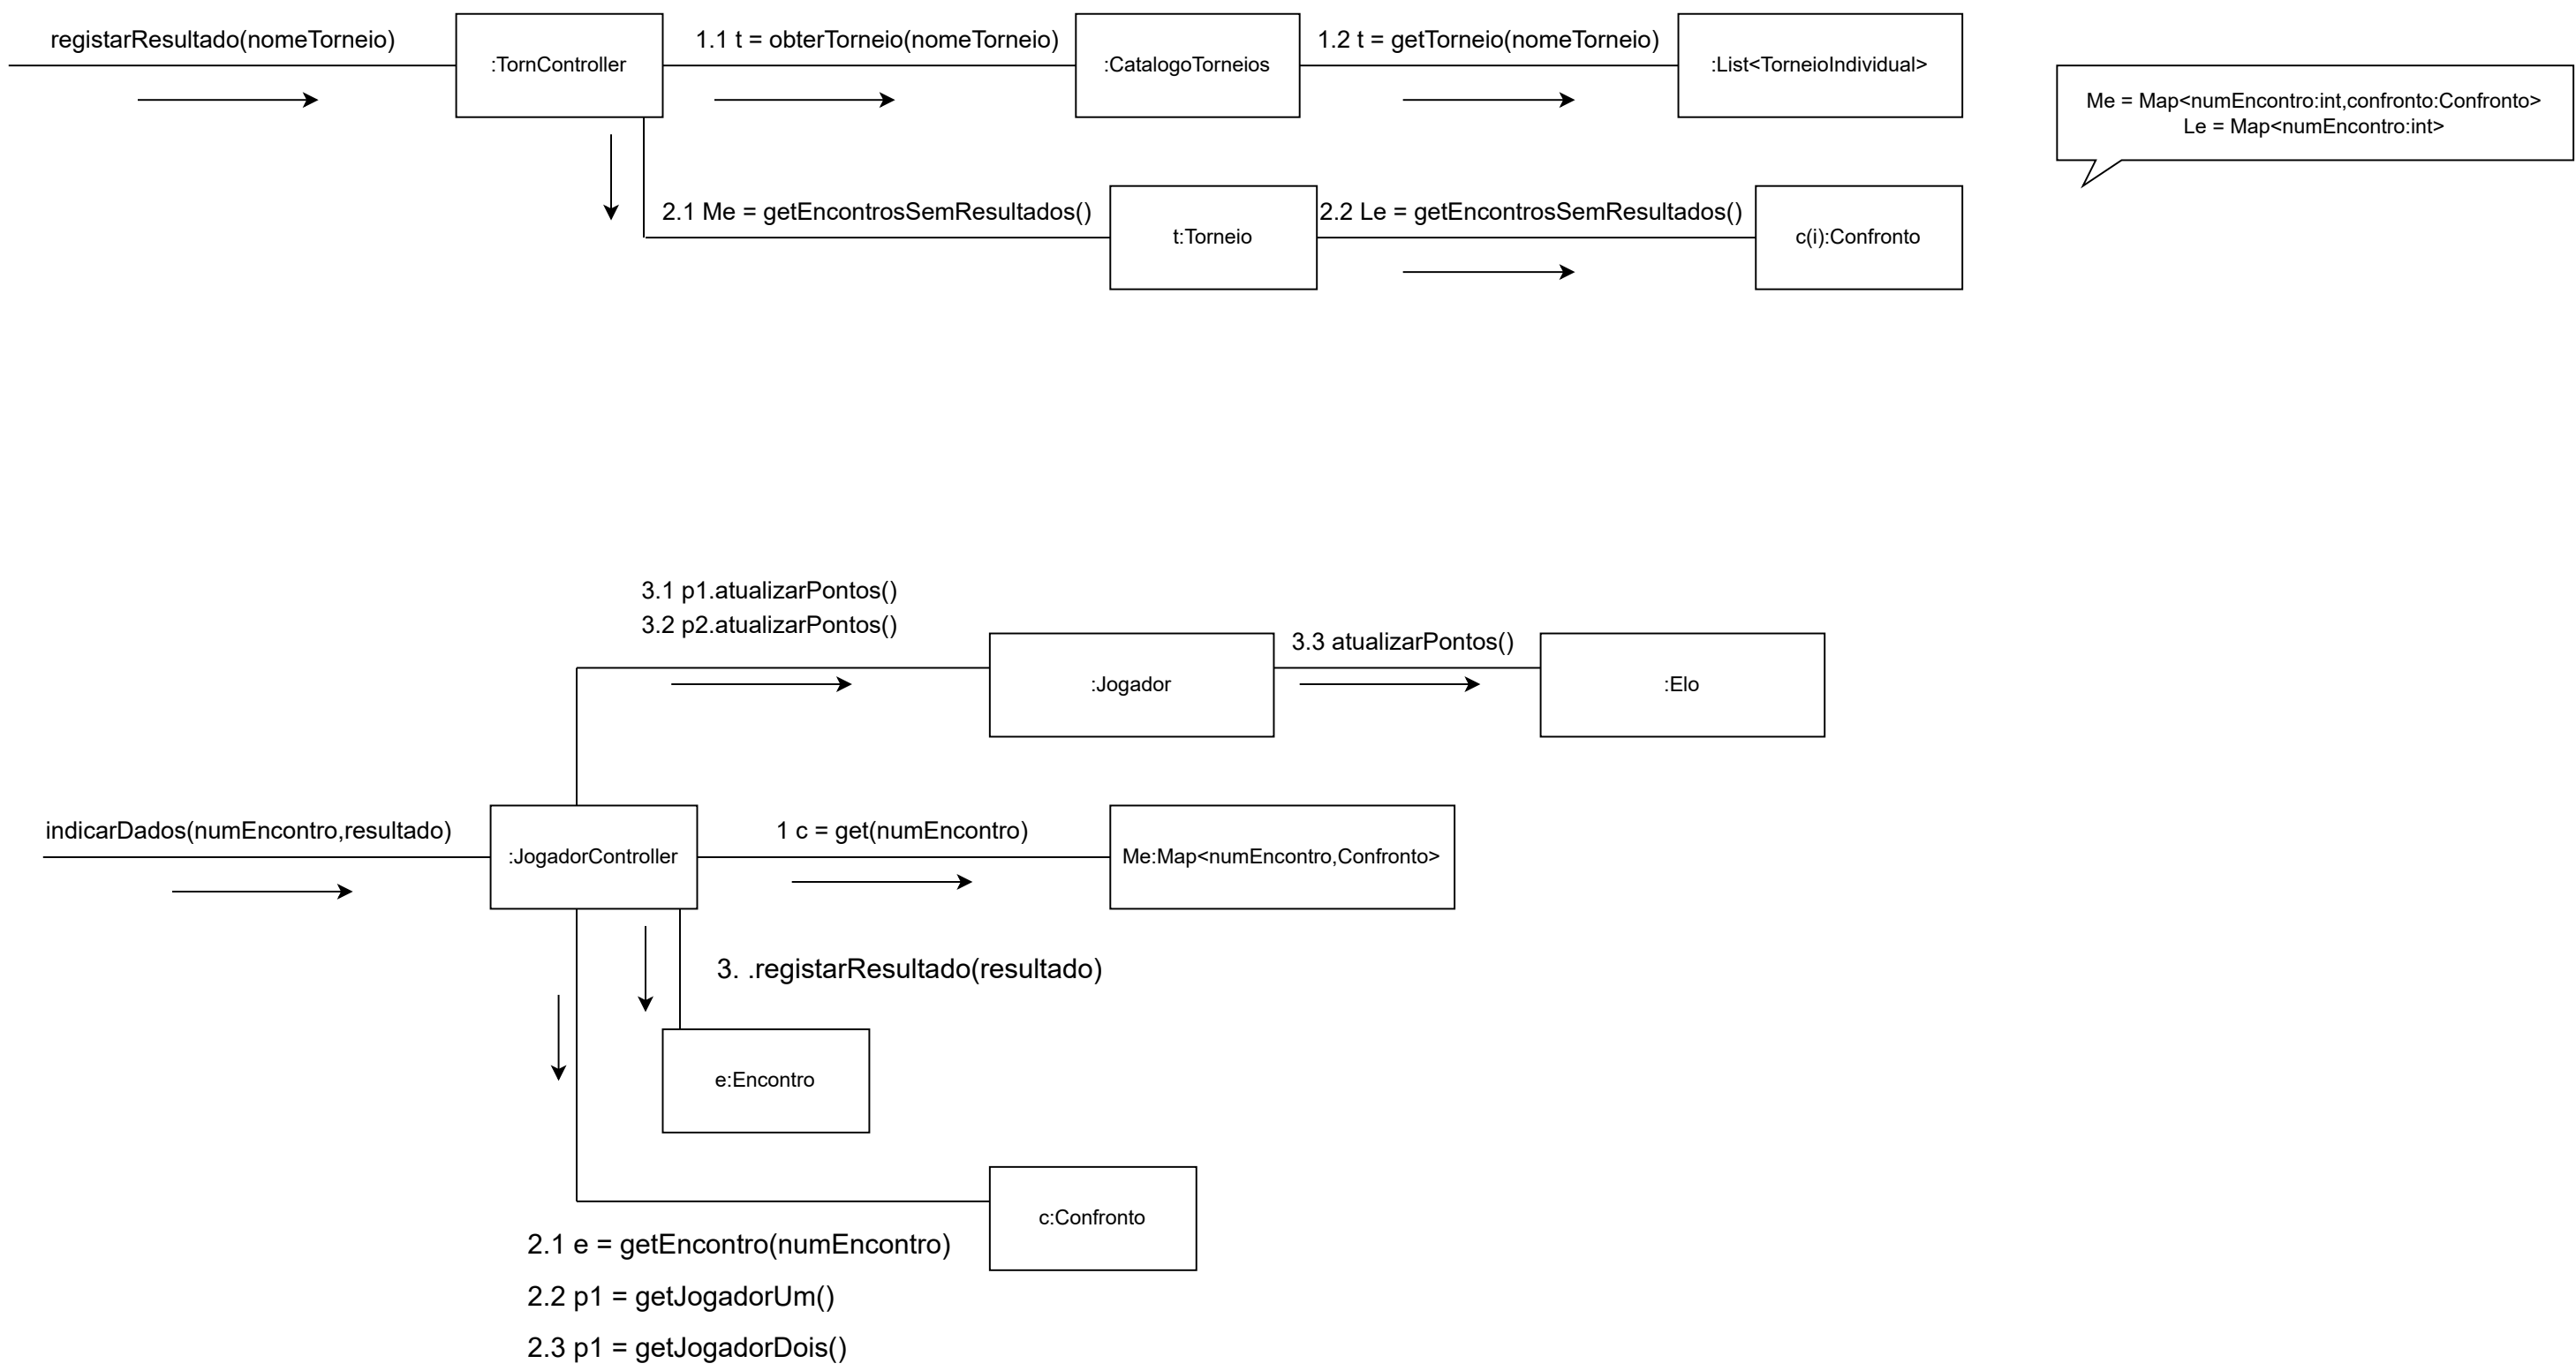 registarResultado(nomeTorneio)
:TornController
1.1 t = obterTorneio(nomeTorneio)
:CatalogoTorneios
1.2 t = getTorneio(nomeTorneio)
:List<TorneioIndividual>
Me = Map<numEncontro:int,confronto:Confronto>
Le = Map<numEncontro:int>
2.1 Me = getEncontrosSemResultados()
t:Torneio
2.2 Le = getEncontrosSemResultados()
c(i):Confronto
3.1 p1.atualizarPontos()
3.2 p2.atualizarPontos()
:Jogador
3.3 atualizarPontos()
:Elo
indicarDados(numEncontro,resultado)
:JogadorController
1 c = get(numEncontro)
Me:Map<numEncontro,Confronto>
3. .registarResultado(resultado)
e:Encontro
c:Confronto
2.1 e = getEncontro(numEncontro)
2.2 p1 = getJogadorUm()
2.3 p1 = getJogadorDois()